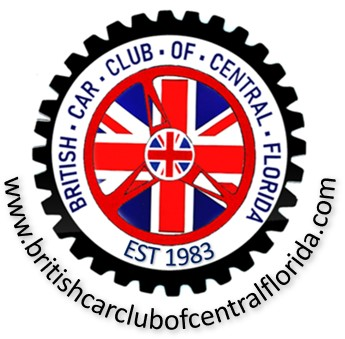 BRITISH · CAR · CLUB · OF · CENTRAL · FLORIDA
EST 1983
www.britishcarclubofcentralflorida.com